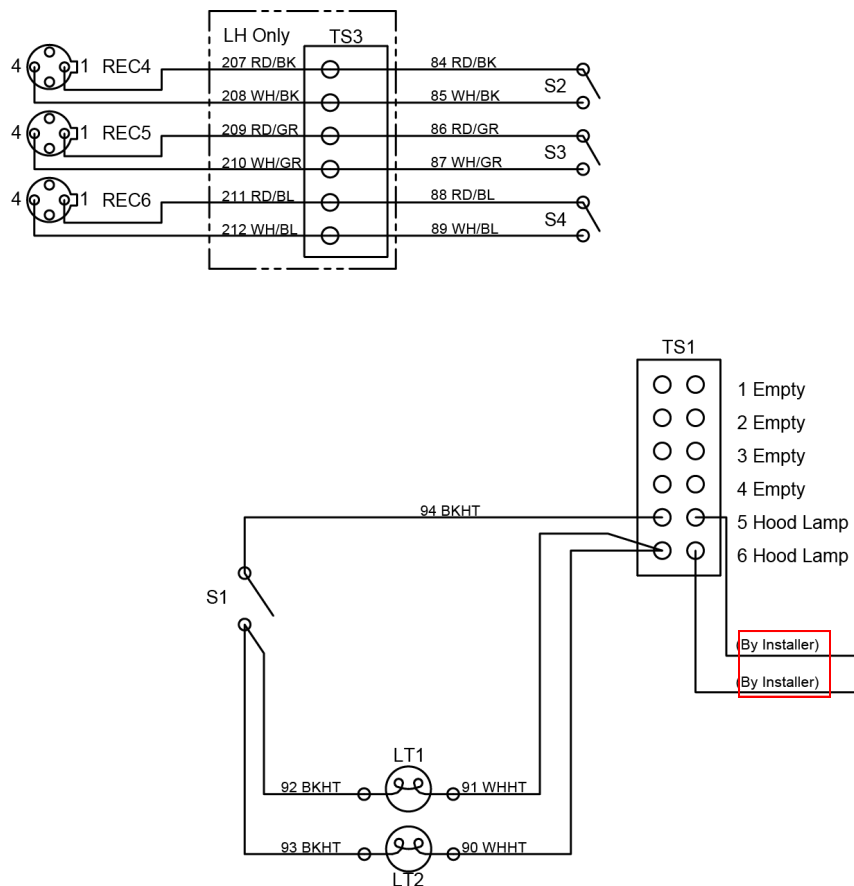 LH Only TS3
4 1 REC4 207 RD/BK 84 RD/BK
S2
208 WH/BK 85 WH/BK
4 1 REC5 209 RD/GR 86 RD/GR
S3
210 WH/GR 87 WH/GR
4 1 REC6 211 RD/BL 88 RD/BL
S4
212 WH/BL 89 WH/BL
TS1
1 Empty
2 Empty
3 Empty
4 Empty
94 BKHT
5 Hood Lamp
6 Hood Lamp
S1
(By Installer)
(By Installer)
LT1
92 BKHT 91 WHHT
93 BKHT 90 WHHT
LT2